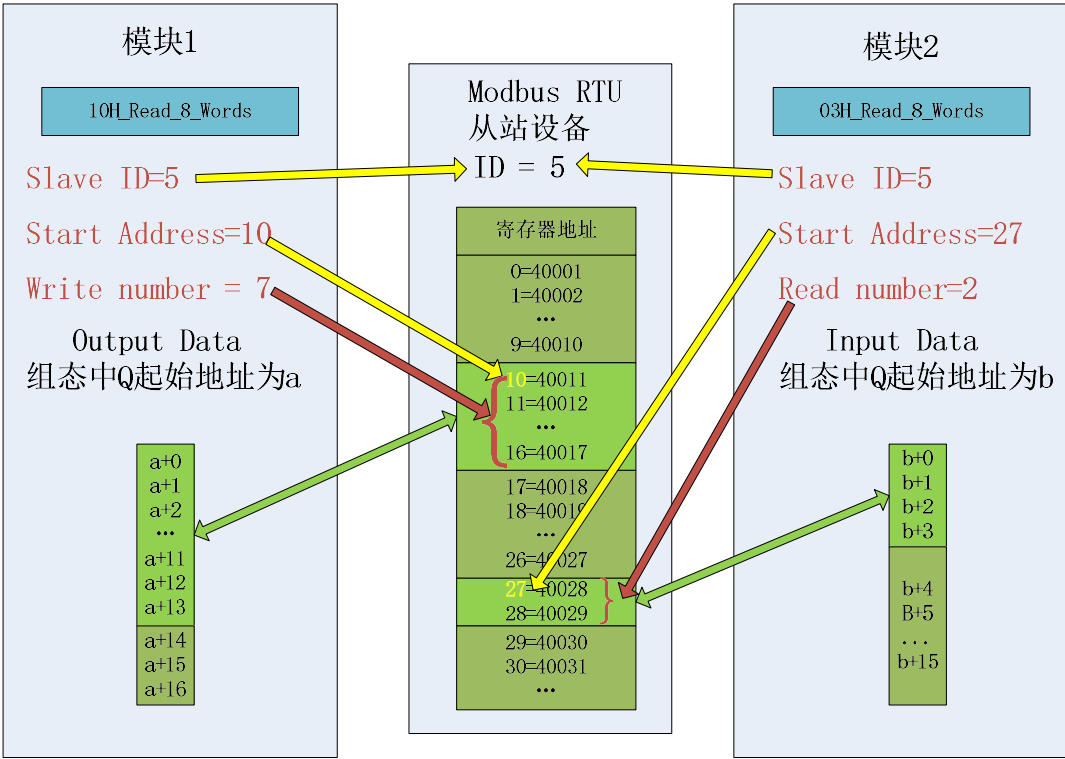 模块1
10H_Read_8_Words
Slave ID=5
Start Address=10
Write number = 7
Output Data
组态中Q起始地址为a
a+0
a+1
a+2
…
a+11
a+12
a+13
a+14
a+15
a+16
Modbus RTU
从站设备
ID = 5
寄存器地址
0=40001
1=40002
…
9=40010
10=40011
11=40012
…
16=40017
17=40018
18=40019
…
26=40027
27=40028
28=40029
29=40030
30=40031
…
模块2
03H_Read_8_Words
Slave ID=5
Start Address=27
Read number=2
Input Data
组态中Q起始地址为b
b+0
b+1
b+2
b+3
b+4
B+5
...
b+15